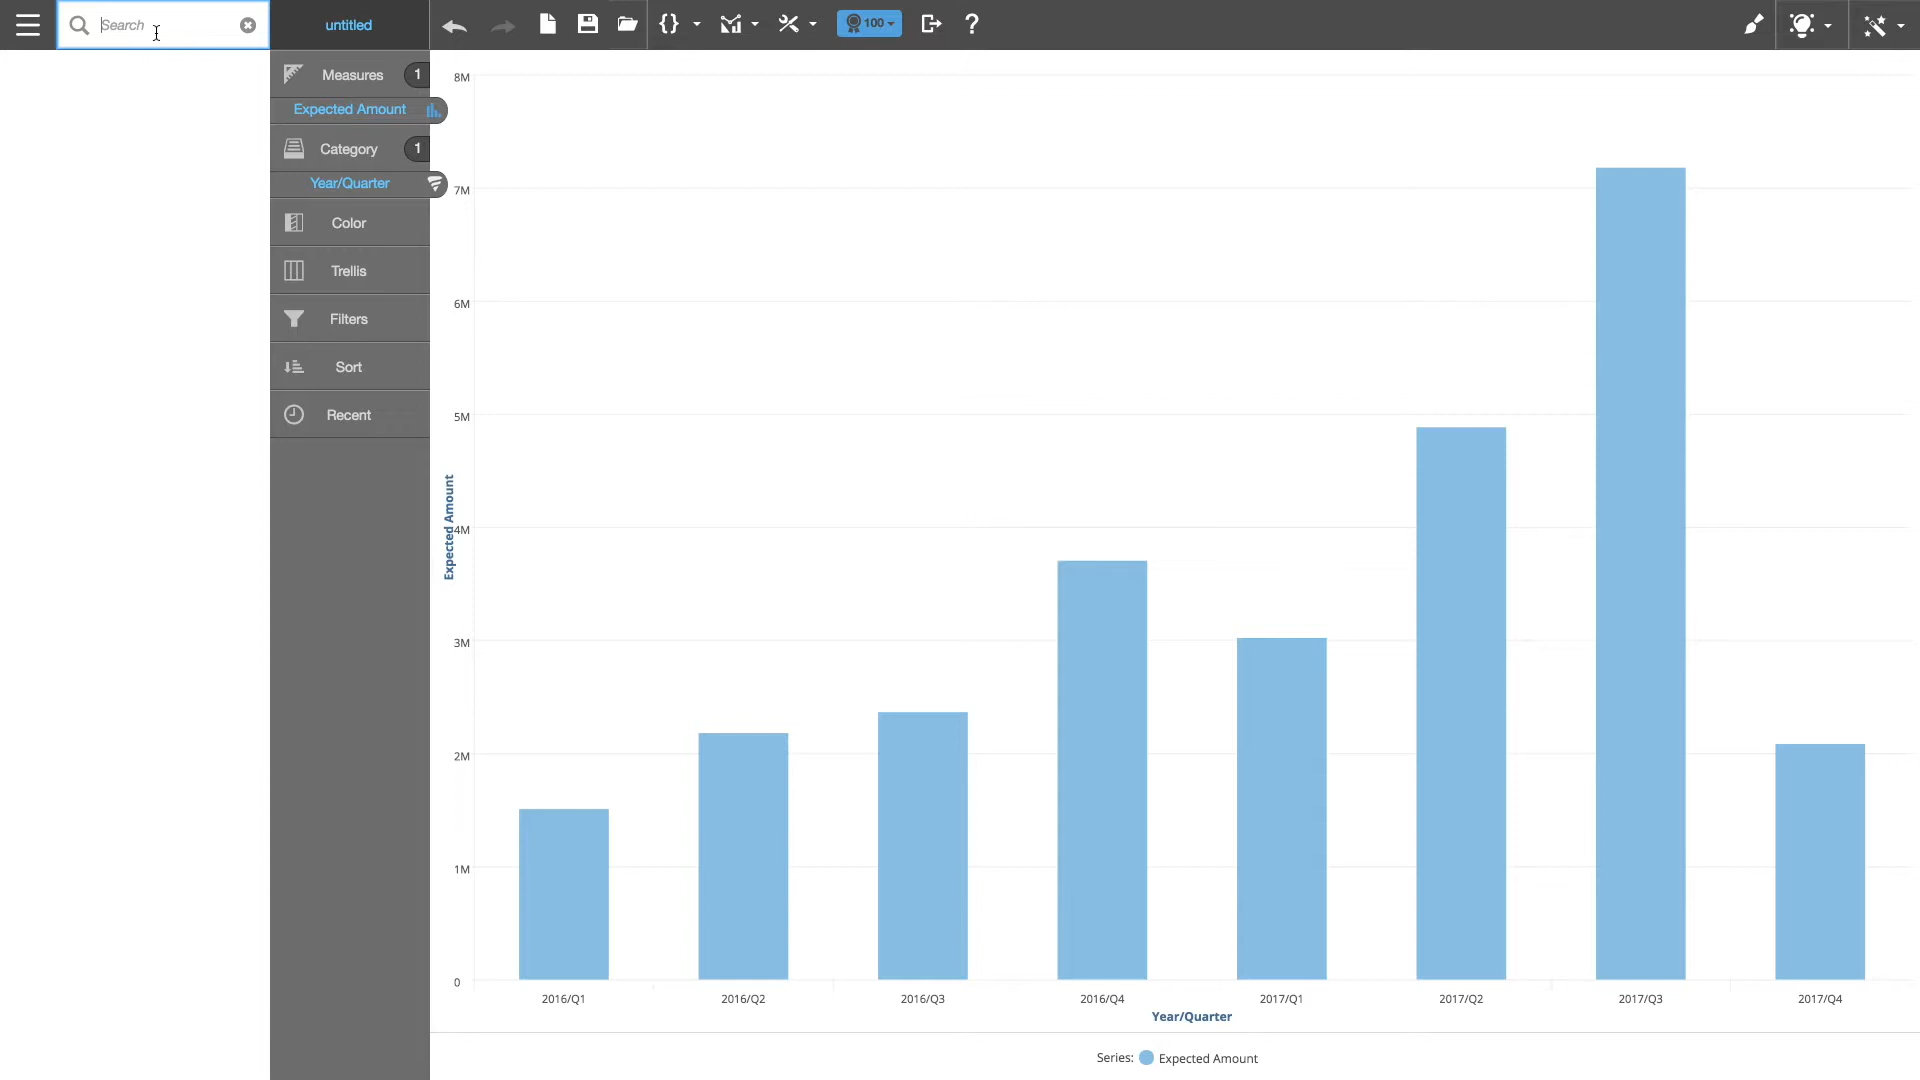 Search
untitled
{}
100
?
Measures 1
Expected Amount
Category 1
Year/Quarter
Color
Trellis
Filters
Sort
Recent
8M
7M
6M
5M
4M
3M
2M
1M
0
Expected Amount
2016/Q1 2016/Q2 2016/Q3 2016/Q4 2017/Q1 2017/Q2 2017/Q3 2017/Q4
Year/Quarter
Series: Expected Amount